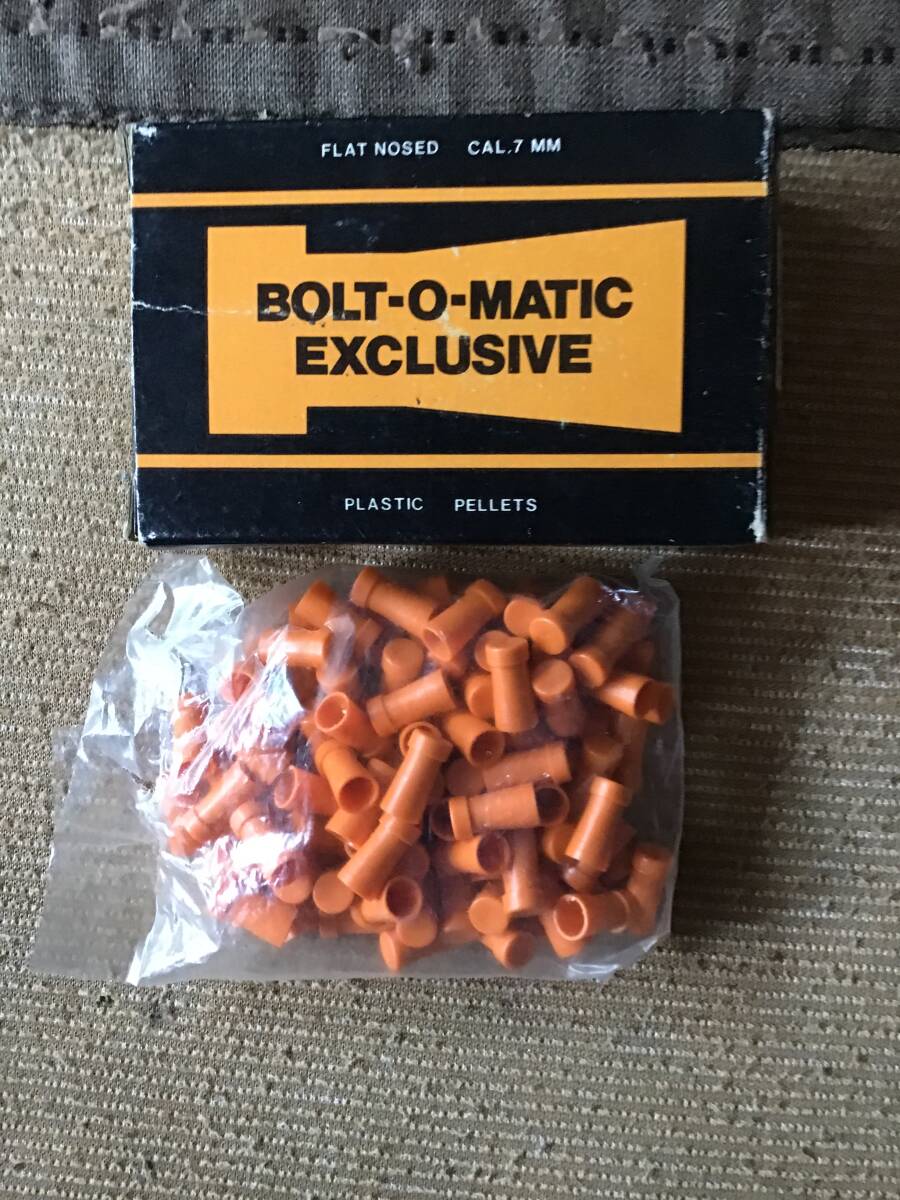 FLAT NOSED CAL.7 MM
BOLT-O-MATIC
EXCLUSIVE
PLASTIC PELLETS